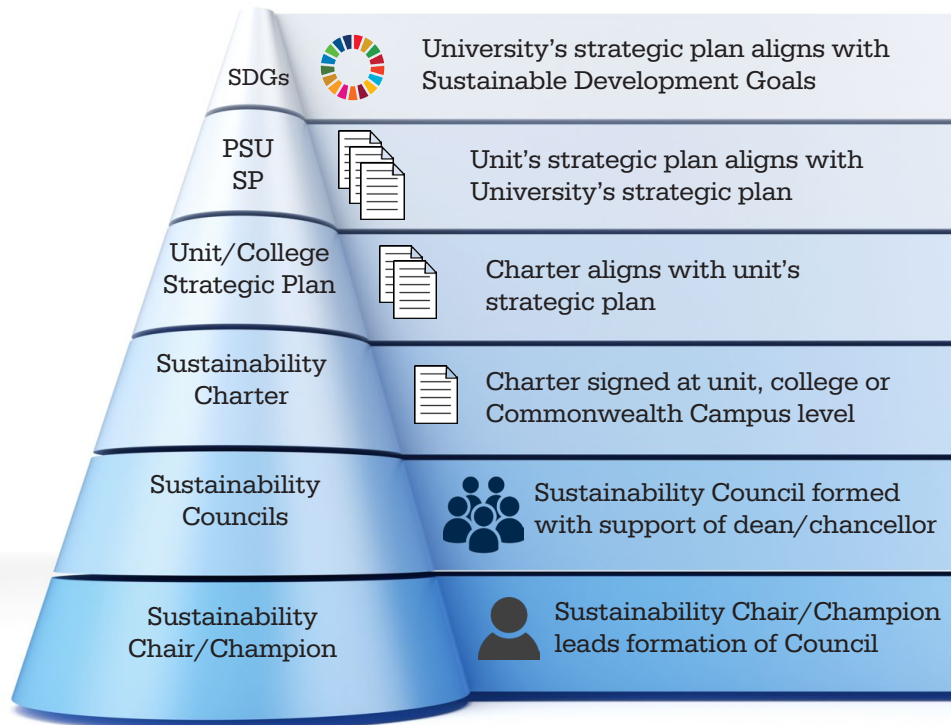 SDGs
University's strategic plan aligns with
Sustainable Development Goals
PSU
SP
Unit's strategic plan aligns with
University's strategic plan
Unit/College
Strategic Plan
Charter aligns with unit's
strategic plan
Sustainability
Charter
Charter signed at unit, college or
Commonwealth Campus level
Sustainability
Councils
Sustainability Council formed
with support of dean/chancellor
Sustainability
Chair/Champion
Sustainability Chair/Champion
leads formation of Council